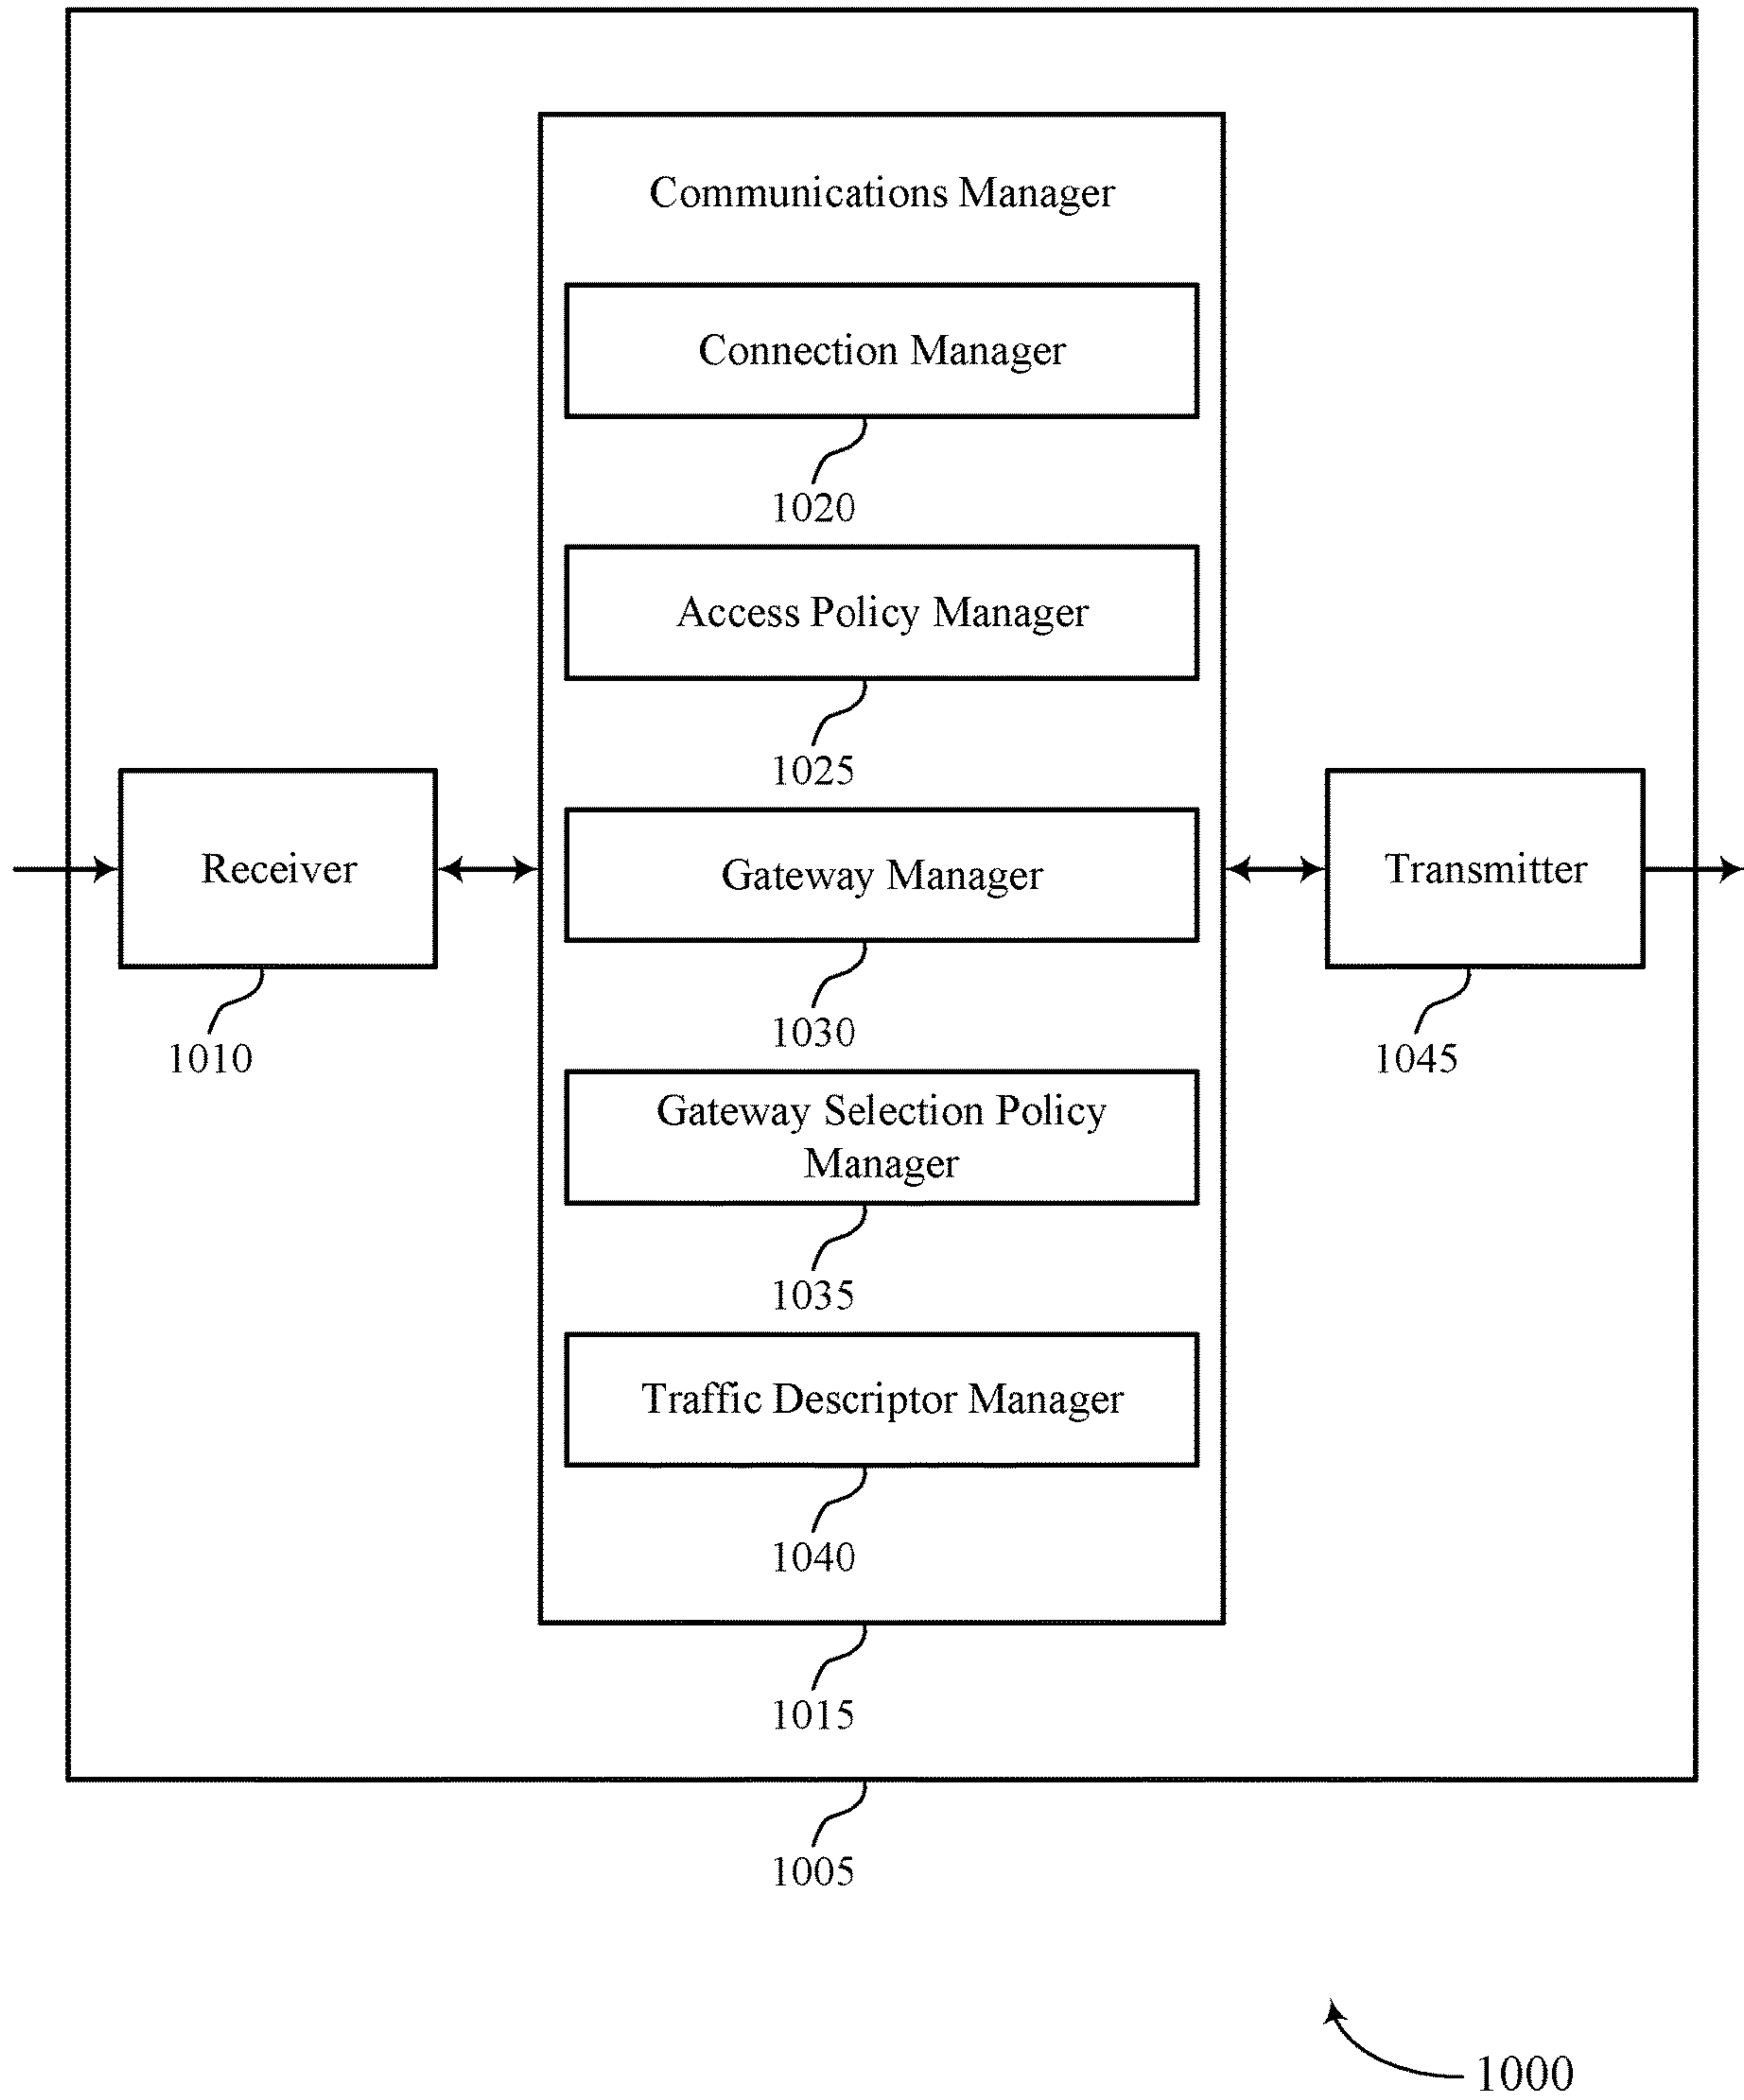 Communications Manager
Connection Manager
1020
Access Policy Manager
1025
Receiver
1010
Gateway Manager
1030
Transmitter
1045
Gateway Selection Policy
Manager
1035
Traffic Descriptor Manager
1040
1015
1005
1000